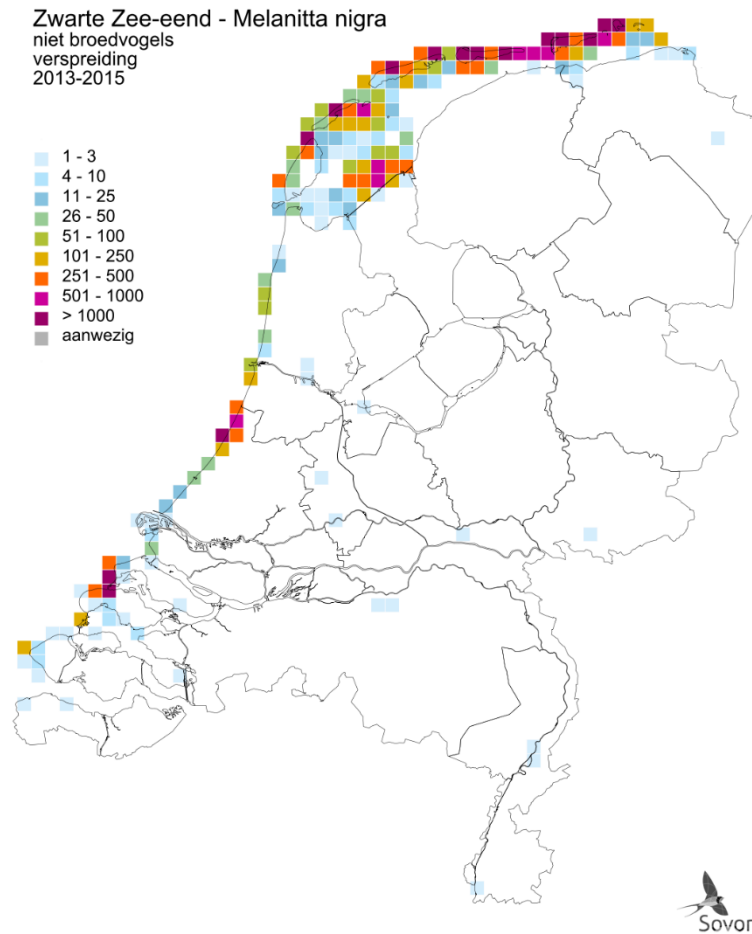 Zwarte Zee-eend - Melanitta nigra
niet broedvogels
verspreiding
2013-2015
1 - 3
4 - 10
11 - 25
26 - 50
51 - 100
101 - 250
251 - 500
501 - 1000
> 1000
aanwezig
Sovon